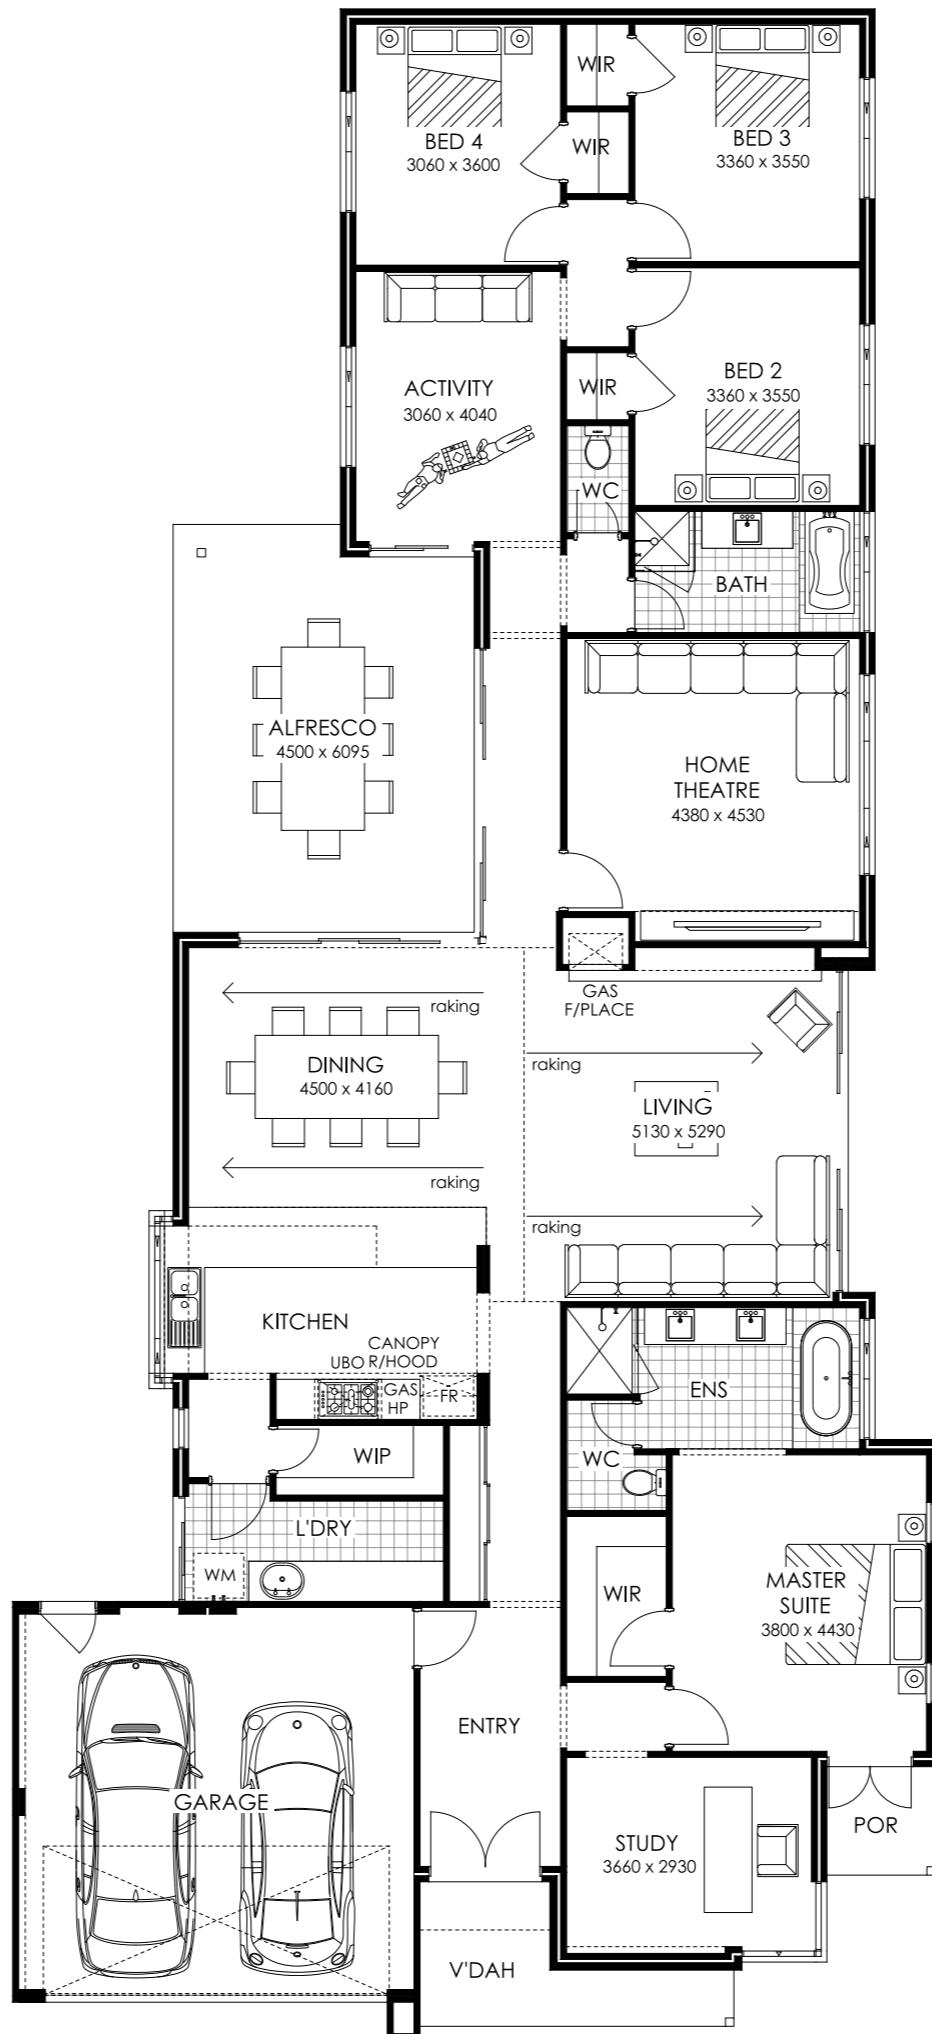 WIR
BED 4
3060 x 3600
WIR
BED 3
3360 x 3550
ACTIVITY
3060 x 4040
WIR
BED 2
3360 x 3550
WC
BATH
ALFRESCO
4500 x 6095
HOME
THEATRE
4380 x 4530
GAS
F/PLACE
raking
raking
DINING
4500 x 4160
LIVING
5130 x 5290
raking
raking
KITCHEN
CANOPY
UBO R/HOOD
GAS
HP
FR
ENS
WIP
WC
L'DRY
WM
WIR
MASTER
SUITE
3800 x 4430
ENTRY
GARAGE
STUDY
3660 x 2930
POR
V'DAH